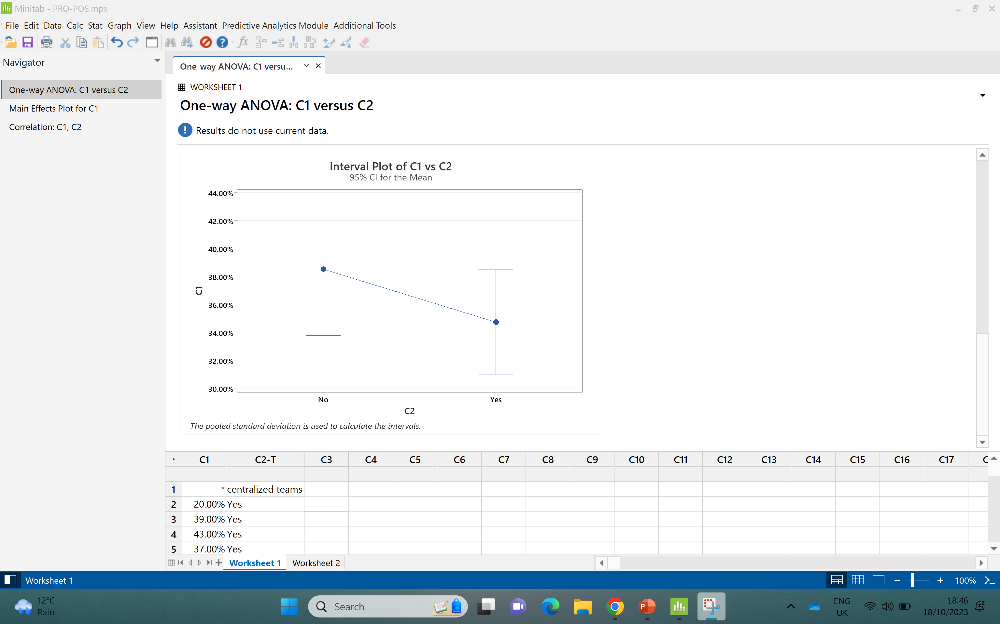 Minitab - PRO-POS.mpx
File Edit Data Calc Stat Graph View Help Assistant Predictive Analytics Module Additional Tools
Navigator
One-way ANOVA: C1 versus C2
Main Effects Plot for C1
Correlation: C1, C2
One-way ANOVA: C1 versu...
WORKSHEET 1
One-way ANOVA: C1 versus C2
Results do not use current data.
Interval Plot of C1 vs C2
95% CI for the Mean
44.00%
42.00%
40.00%
38.00%
36.00%
34.00%
32.00%
30.00%
C1
No Yes
C2
The pooled standard deviation is used to calculate the intervals.
C1 C2-T C3 C4 C5 C6 C7 C8 C9 C10 C11 C12 C13 C14 C15 C16 C17 C
1 * centralized teams
2 20.00% Yes
3 39.00% Yes
4 43.00% Yes
5 37.00% Yes
Worksheet 1 Worksheet 2
Worksheet 1 100%
12°C
Rain
Search
ENG
UK
18:46
18/10/2023